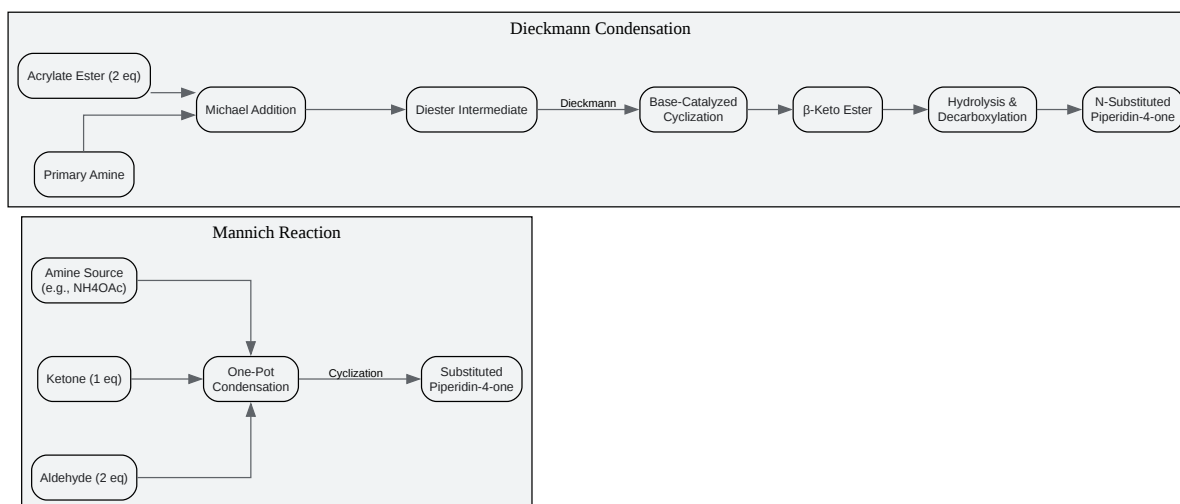 Dieckmann Condensation
Acrylate Ester (2 eq)
Primary Amine
Michael Addition
Diester Intermediate
Dieckmann
Base-Catalyzed
Cyclization
β-Keto Ester
Hydrolysis &
Decarboxylation
N-Substituted
Piperidin-4-one
Mannich Reaction
Amine Source
(e.g., NH4OAc)
Ketone (1 eq)
Aldehyde (2 eq)
One-Pot
Condensation
Cyclization
Substituted
Piperidin-4-one